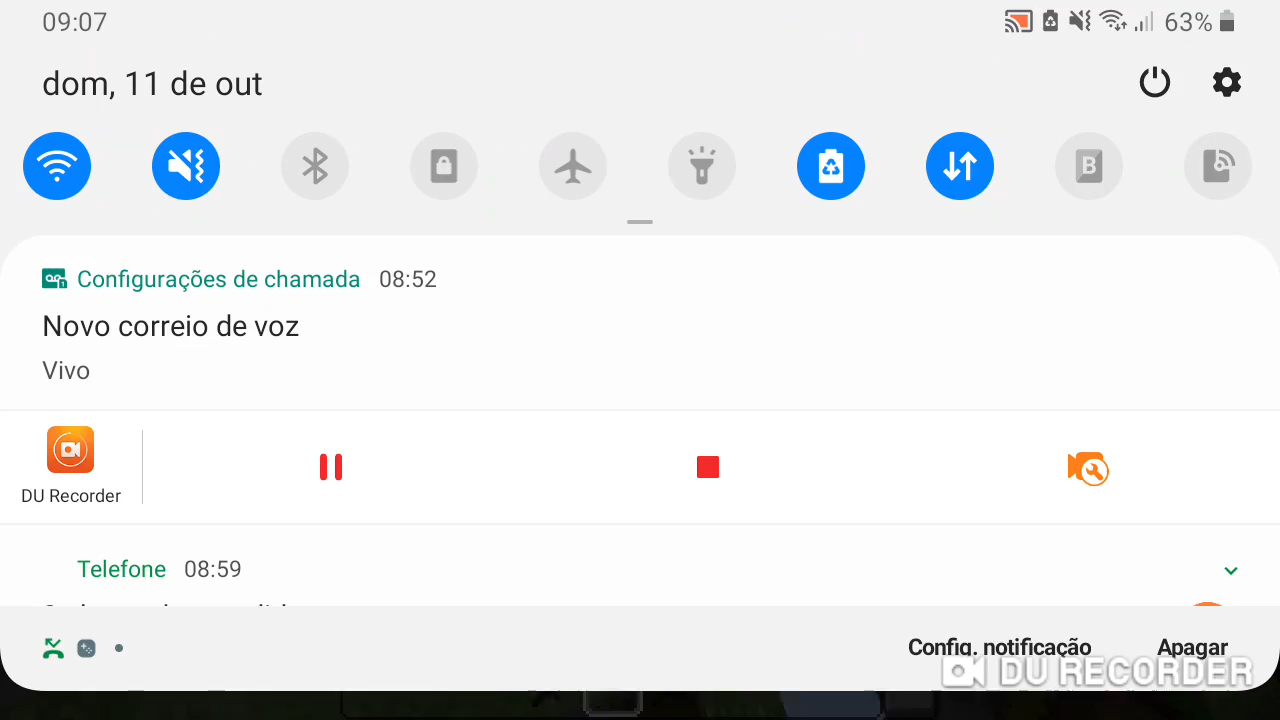 09:07
63%
dom, 11 de out
B
Configurações de chamada 08:52
Novo correio de voz
Vivo
DU Recorder
Telefone 08:59
Config. notificação Apagar
DU RECORDER